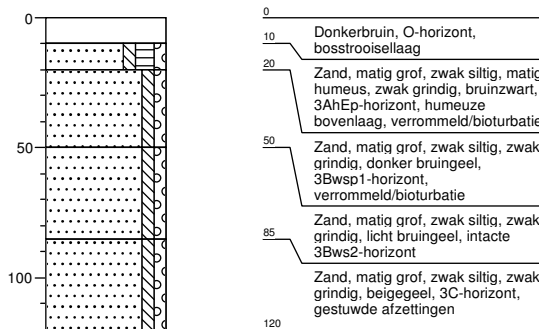 0
50
100
0
Donkerbruin, O-horizont,
bosstrooisellaag
10
Zand, matig grof, zwak siltig, matig
humeus, zwak grindig, bruinzwart,
3AhEp-horizont, humeuze
bovenlaag, verrommeld/bioturbatie
20
Zand, matig grof, zwak siltig, zwak
grindig, donker bruingeel,
3Bwsp1-horizont,
verrommeld/bioturbatie
50
Zand, matig grof, zwak siltig, zwak
grindig, licht bruingeel, intacte
3Bws2-horizont
85
Zand, matig grof, zwak siltig, zwak
grindig, beigegeel, 3C-horizont,
gestuwde afzettingen
120